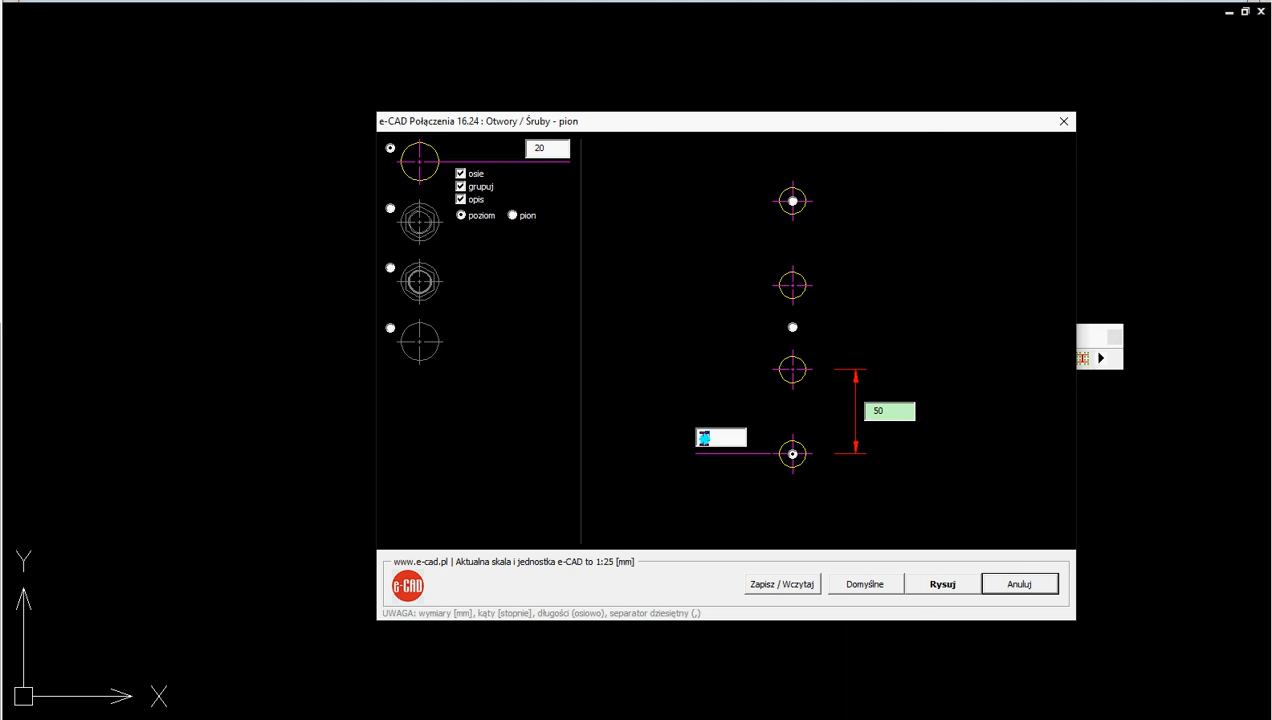 e-CAD Połączenia 16.24 : Otwory / Śruby - pion
20
osie
grupuj
opis
poziom pion
50
www.e-cad.pl | Aktualna skala i jednostka e-CAD to 1:25 [mm]
e-CAD
Zapisz / Wczytaj Domyślne Rysuj Anuluj
UWAGA: wymiary [mm], kąty [stopnie], długości (osiowo), separator dziesiętny (,)
Y
X